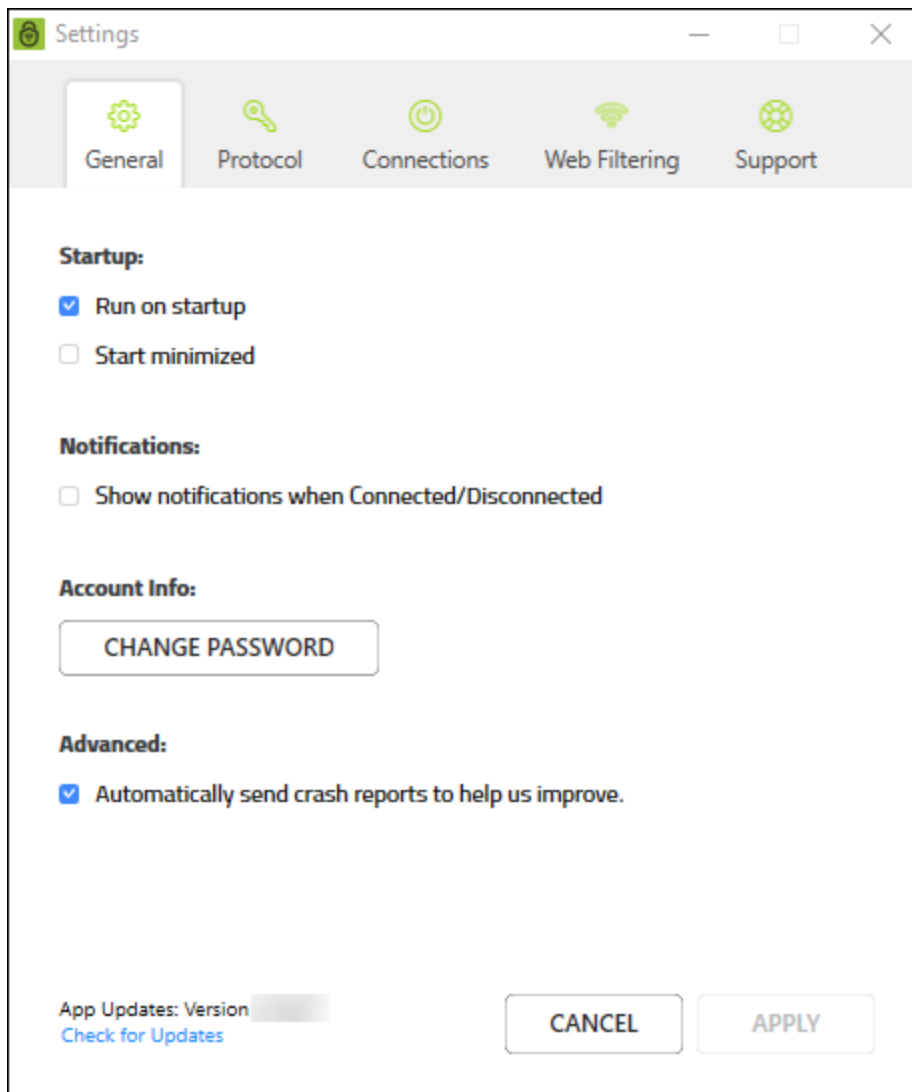 Settings
General
Protocol
Connections
Web Filtering
Support
Startup:
Run on startup
Start minimized
Notifications:
Show notifications when Connected/Disconnected
Account Info:
CHANGE PASSWORD
Advanced:
Automatically send crash reports to help us improve.
App Updates: Version
Check for Updates
CANCEL
APPLY